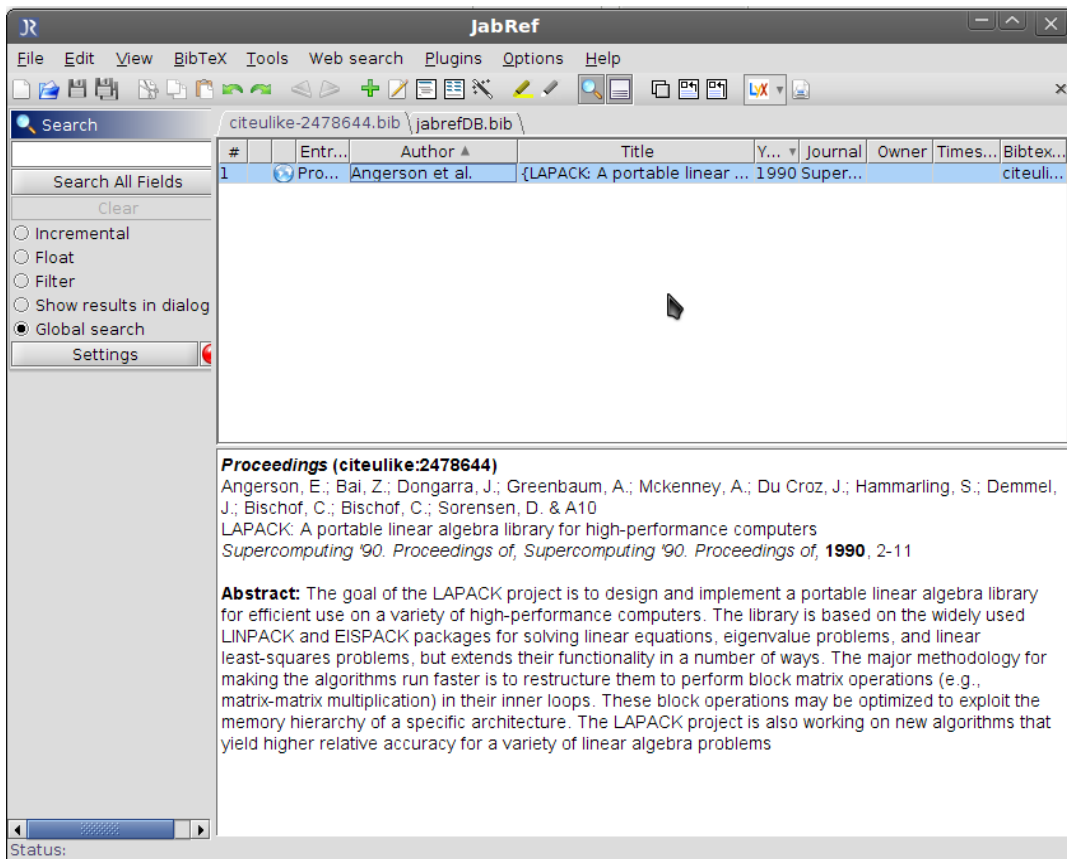 JabRef
File Edit View BibTeX Tools Web search Plugins Options Help
LYX
Search
citeulike-2478644.bib jabrefDB.bib
# Entr... Author Title Y... Journal Owner Times... Bibtex...
1 Pro... Angerson et al. {LAPACK: A portable linear ... 1990 Super... citeuli...
Search All Fields
Clear
Incremental
Float
Filter
Show results in dialog
Global search
Settings
Proceedings (citeulike:2478644)
Angerson, E.; Bai, Z.; Dongarra, J.; Greenbaum, A.; Mckenney, A.; Du Croz, J.; Hammarling, S.; Demmel,
J.; Bischof, C.; Bischof, C.; Sorensen, D. & A10
LAPACK: A portable linear algebra library for high-performance computers
Supercomputing '90. Proceedings of, Supercomputing '90. Proceedings of, 1990, 2-11
Abstract: The goal of the LAPACK project is to design and implement a portable linear algebra library
for efficient use on a variety of high-performance computers. The library is based on the widely used
LINPACK and EISPACK packages for solving linear equations, eigenvalue problems, and linear
least-squares problems, but extends their functionality in a number of ways. The major methodology for
making the algorithms run faster is to restructure them to perform block matrix operations (e.g.,
matrix-matrix multiplication) in their inner loops. These block operations may be optimized to exploit the
memory hierarchy of a specific architecture. The LAPACK project is also working on new algorithms that
yield higher relative accuracy for a variety of linear algebra problems
Status: